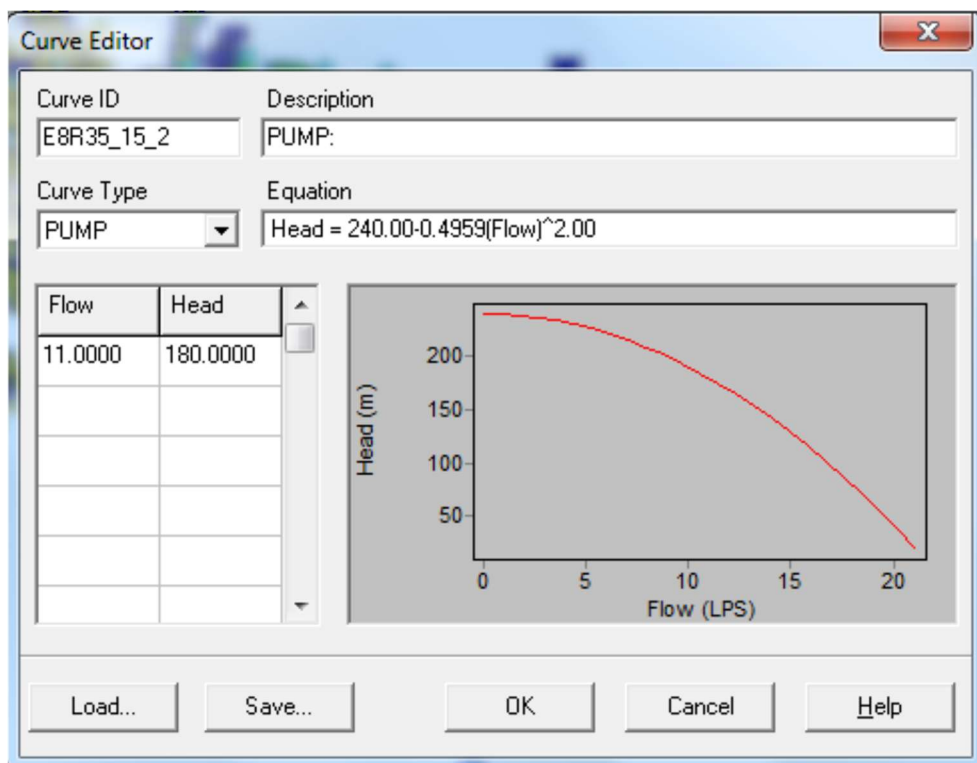 Curve Editor
Curve ID Description
E8R35_15_2 PUMP:
Curve Type Equation
PUMP Head = 240.00-0.4959(Flow)^2.00
Flow Head
11.0000 180.0000
200
150
100
50
Head (m)
0 5 10 15 20
Flow (LPS)
Load... Save... OK Cancel Help